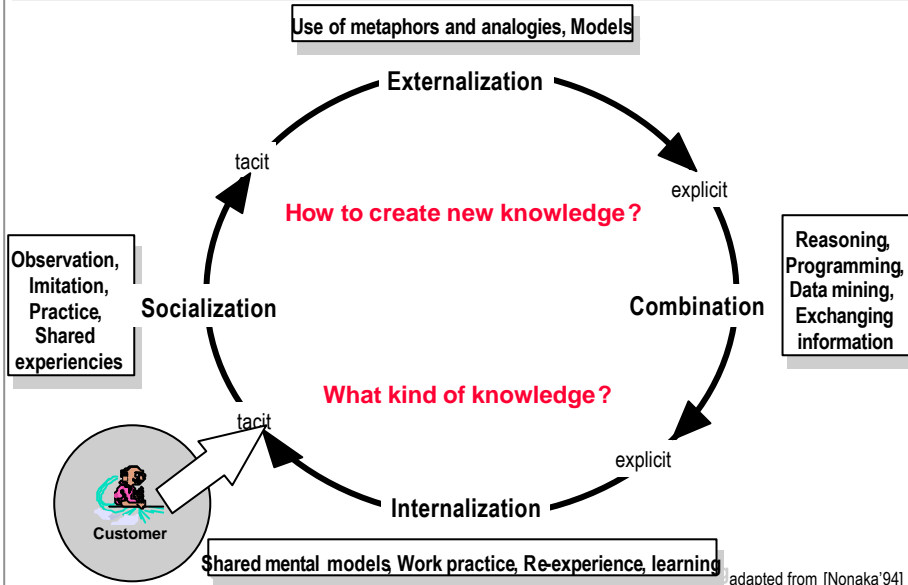 Use of metaphors and analogies, Models
Externalization
tacit
explicit
How to create new knowledge?
Observation,
Imitation,
Practice,
Shared
experiencies
Socialization
Combination
Reasoning,
Programming,
Data mining,
Exchanging
information
What kind of knowledge?
tacit
explicit
Customer
Internalization
Shared mental models, Work practice, Re-experience, learning
adapted from [Nonaka'94]